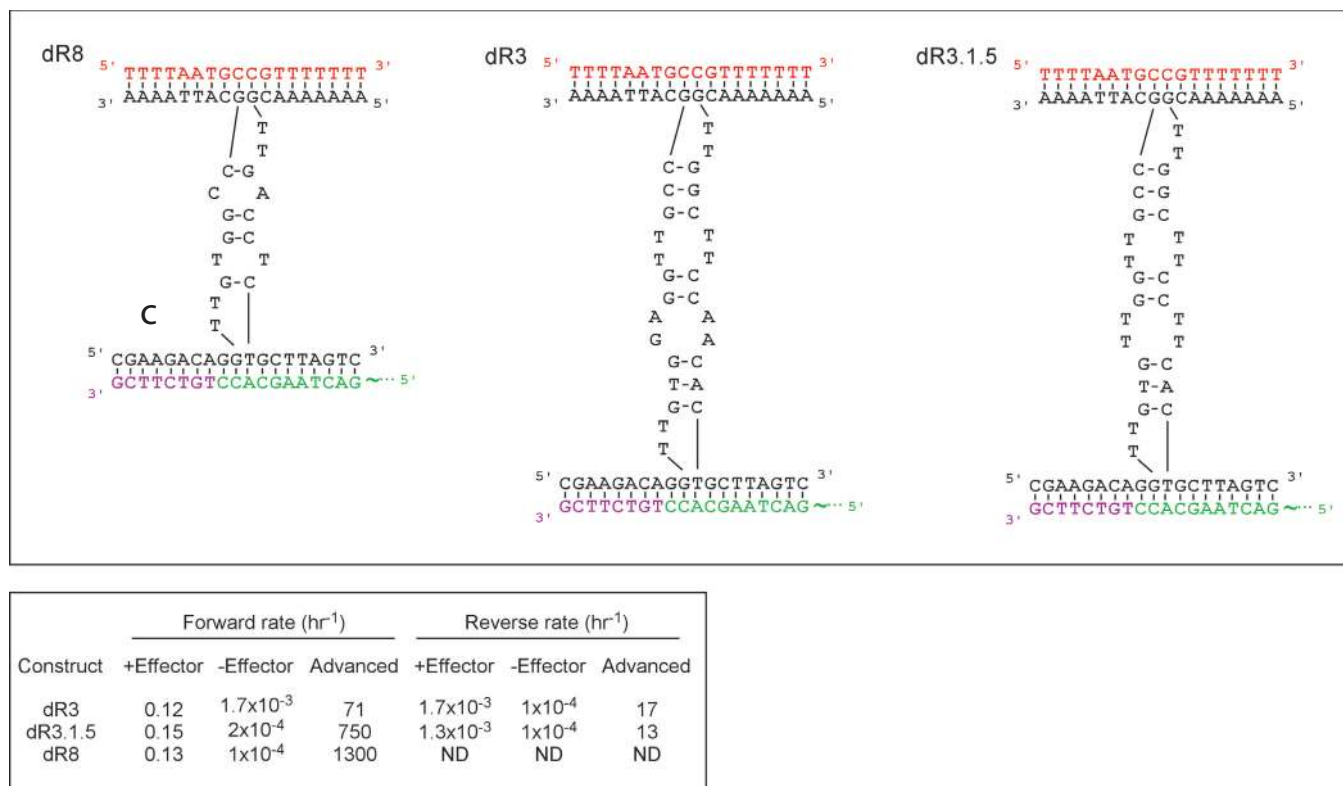 dR8
5' TTTTAATGCCGTTTTTTT 3'
3' AAAATTACGGCAAAAAAA 5'
T
T
C-G
C A
G-C
G-C
T T
G-C
T
T
C
5' CGAAGACAGGTGCTTAGTC 3'
3' GCTTCTGTCCACGAATCAG~··· 5'
dR3
5' TTTTAATGCCGTTTTTTT 3'
3' AAAATTACGGCAAAAAAA 5'
T
T
C-G
C-G
G-C
T T
T T
G-C
G-C
A A
G A
G-C
T-A
G-C
T
T
5' CGAAGACAGGTGCTTAGTC 3'
3' GCTTCTGTCCACGAATCAG~··· 5'
dR3.1.5
5' TTTTAATGCCGTTTTTTT 3'
3' AAAATTACGGCAAAAAAA 5'
T
T
C-G
C-G
G-C
T T
T T
G-C
G-C
T T
T T
G-C
T-A
G-C
T
T
5' CGAAGACAGGTGCTTAGTC 3'
3' GCTTCTGTCCACGAATCAG~··· 5'
Forward rate (hr⁻¹) Reverse rate (hr⁻¹)
Construct +Effector -Effector Advanced +Effector -Effector Advanced
dR3 0.12 1.7x10⁻³ 71 1.7x10⁻³ 1x10⁻⁴ 17
dR3.1.5 0.15 2x10⁻⁴ 750 1.3x10⁻³ 1x10⁻⁴ 13
dR8 0.13 1x10⁻⁴ 1300 ND ND ND